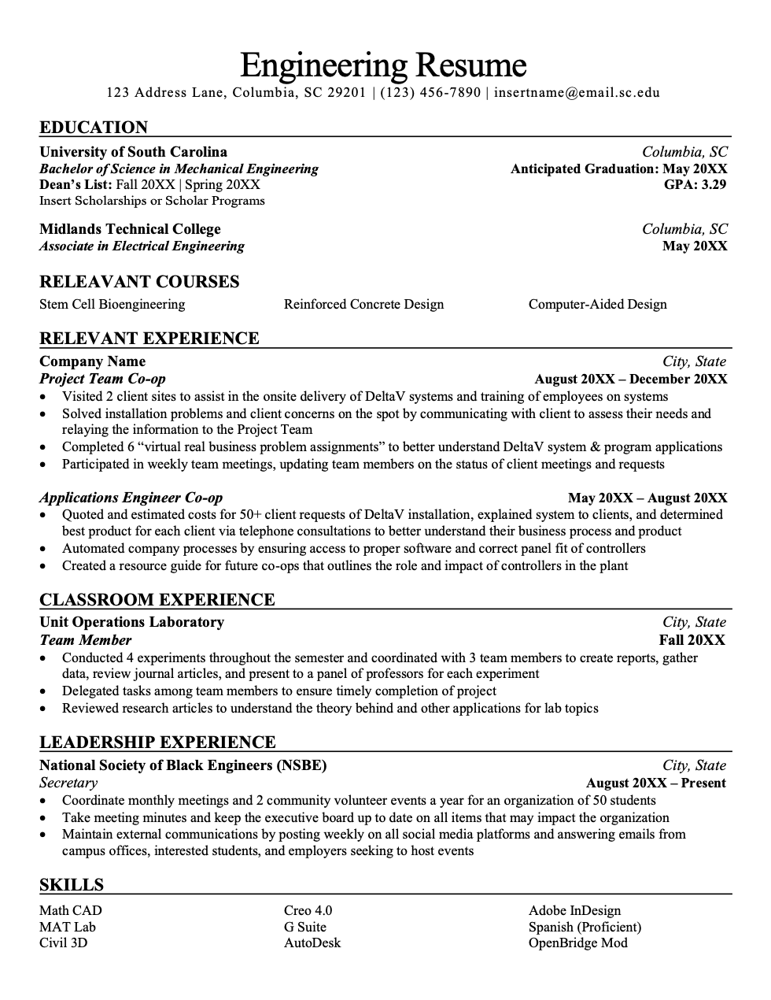 Engineering Resume
123 Address Lane, Columbia, SC 29201 | (123) 456-7890 | insertname@email.sc.edu
EDUCATION
University of South Carolina Columbia, SC
Bachelor of Science in Mechanical Engineering Anticipated Graduation: May 20XX
Dean's List: Fall 20XX | Spring 20XX GPA: 3.29
Insert Scholarships or Scholar Programs
Midlands Technical College Columbia, SC
Associate in Electrical Engineering May 20XX
RELEAVANT COURSES
Stem Cell Bioengineering Reinforced Concrete Design Computer-Aided Design
RELEVANT EXPERIENCE
Company Name City, State
Project Team Co-op August 20XX – December 20XX
• Visited 2 client sites to assist in the onsite delivery of DeltaV systems and training of employees on systems
• Solved installation problems and client concerns on the spot by communicating with client to assess their needs and
relaying the information to the Project Team
• Completed 6 “virtual real business problem assignments” to better understand DeltaV system & program applications
• Participated in weekly team meetings, updating team members on the status of client meetings and requests
Applications Engineer Co-op May 20XX – August 20XX
• Quoted and estimated costs for 50+ client requests of DeltaV installation, explained system to clients, and determined
best product for each client via telephone consultations to better understand their business process and product
• Automated company processes by ensuring access to proper software and correct panel fit of controllers
• Created a resource guide for future co-ops that outlines the role and impact of controllers in the plant
CLASSROOM EXPERIENCE
Unit Operations Laboratory City, State
Team Member Fall 20XX
• Conducted 4 experiments throughout the semester and coordinated with 3 team members to create reports, gather
data, review journal articles, and present to a panel of professors for each experiment
• Delegated tasks among team members to ensure timely completion of project
• Reviewed research articles to understand the theory behind and other applications for lab topics
LEADERSHIP EXPERIENCE
National Society of Black Engineers (NSBE) City, State
Secretary August 20XX – Present
• Coordinate monthly meetings and 2 community volunteer events a year for an organization of 50 students
• Take meeting minutes and keep the executive board up to date on all items that may impact the organization
• Maintain external communications by posting weekly on all social media platforms and answering emails from
campus offices, interested students, and employers seeking to host events
SKILLS
Math CAD Creo 4.0 Adobe InDesign
MAT Lab G Suite Spanish (Proficient)
Civil 3D AutoDesk OpenBridge Mod